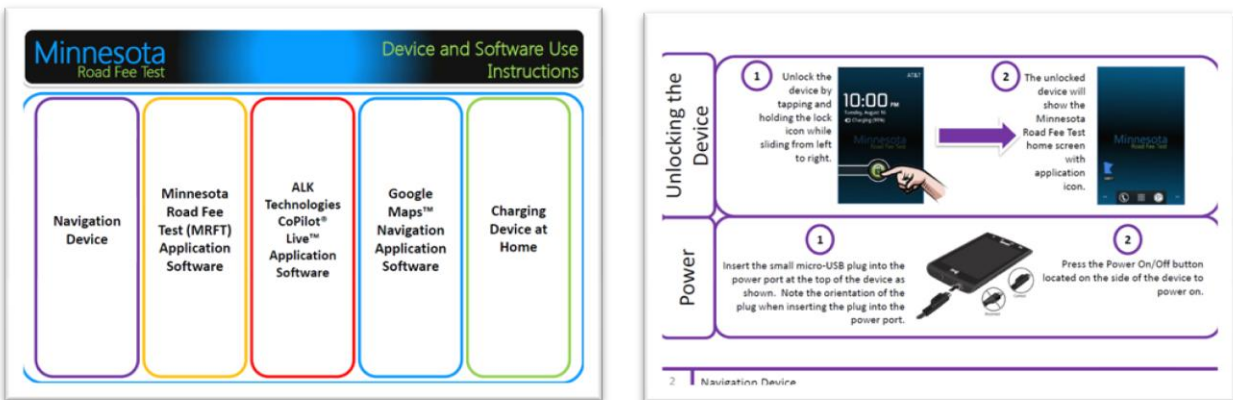 Minnesota
Road Fee Test
Device and Software Use
Instructions
Navigation
Device
Minnesota
Road Fee
Test (MRFT)
Application
Software
ALK
Technologies
CoPilot®
Live™
Application
Software
Google
Maps™
Navigation
Application
Software
Charging
Device at
Home
Unlocking the
Device
1
Unlock the
device by
tapping and
holding the lock
icon while
sliding from left
to right.
AT&T
10:00 PM
Tuesday, August 16
Charging (99%)
Minnesota
Road Fee Test
2
The unlocked
device will
show the
Minnesota
Road Fee Test
home screen
with
application
icon.
Minnesota
Road Fee Test
Power
1
Insert the small micro-USB plug into the
power port at the top of the device as
shown. Note the orientation of the
plug when inserting the plug into the
power port.
2
Press the Power On/Off button
located on the side of the device to
power on.
2
Navigation Device